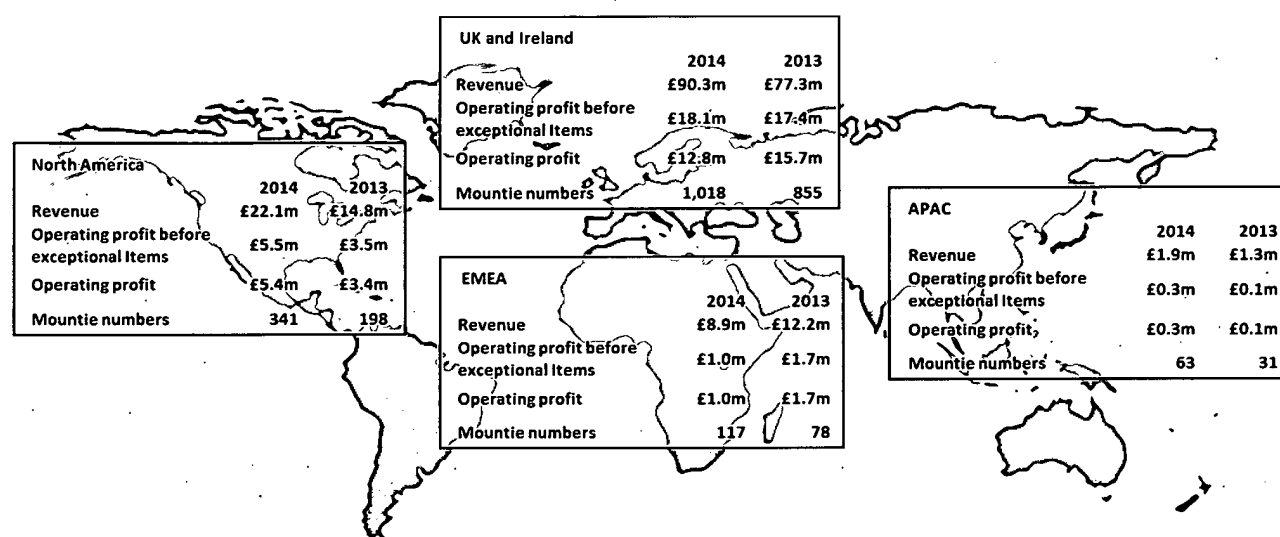 UK and Ireland
2014 2013
Revenue £90.3m £77.3m
Operating profit before
exceptional Items £18.1m £17.4m
Operating profit £12.8m £15.7m
Mountie numbers 1,018 855
North America
2014 2013
Revenue £22.1m £14.8m
Operating profit before
exceptional Items £5.5m £3.5m
Operating profit £5.4m £3.4m
Mountie numbers 341 198
EMEA
2014 2013
Revenue £8.9m £12.2m
Operating profit before
exceptional Items £1.0m £1.7m
Operating profit £1.0m £1.7m
Mountie numbers 117 78
APAC
2014 2013
Revenue £1.9m £1.3m
Operating profit before
exceptional Items £0.3m £0.1m
Operating profit £0.3m £0.1m
Mountie numbers 63 31